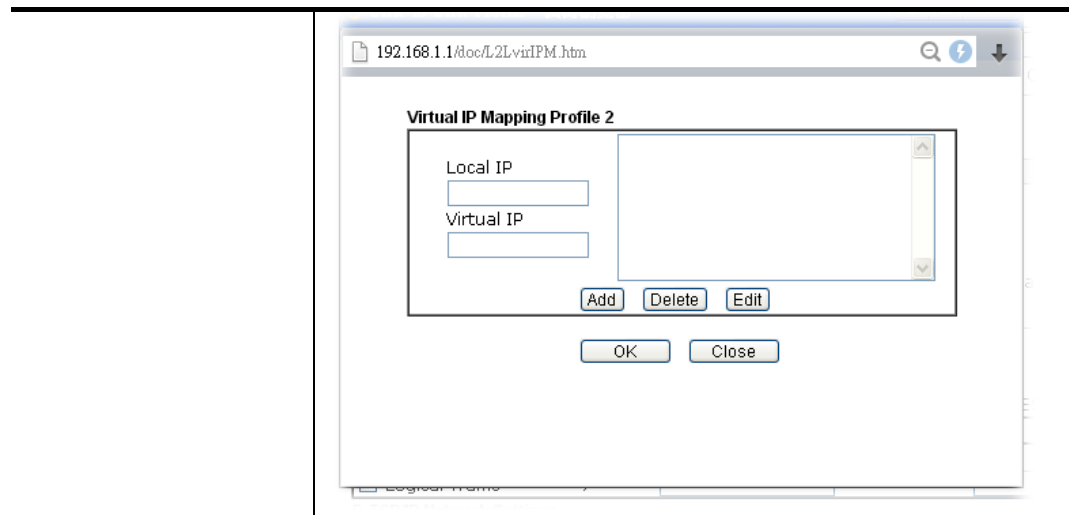 192.168.1.1/doc/L2LvirIPM.htm
Virtual IP Mapping Profile 2
Local IP
Virtual IP
Add Delete Edit
OK Close